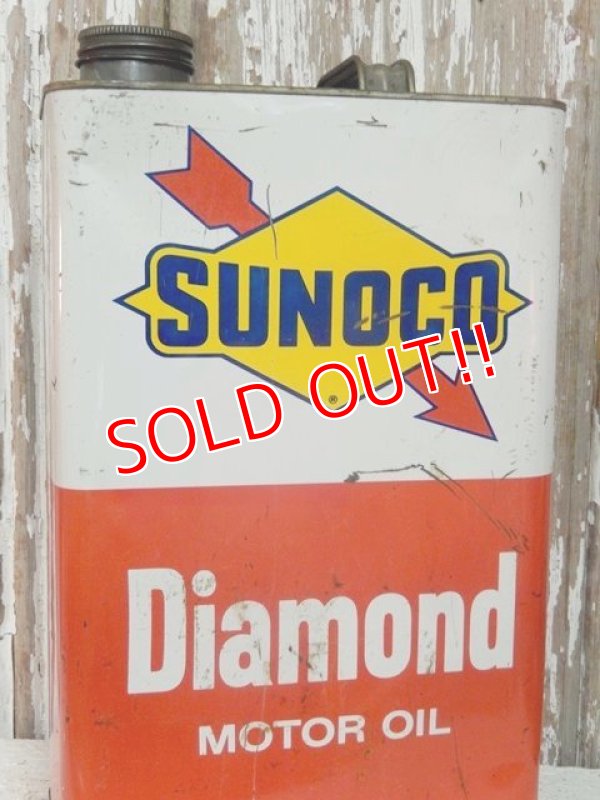 SUNOCO
®
SOLD OUT!!
Diamond
MOTOR OIL